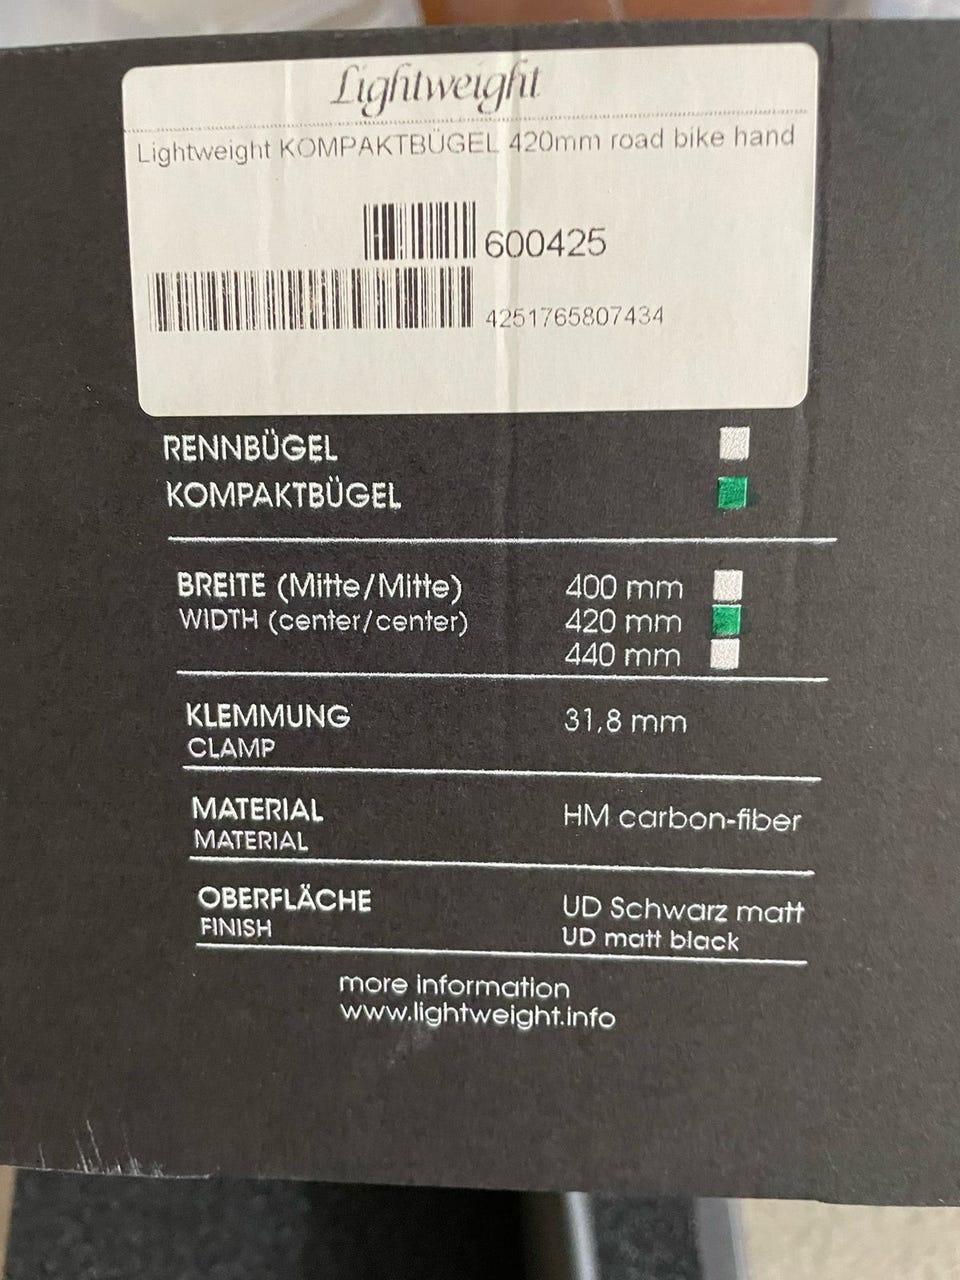 Lightweight
Lightweight KOMPAKTBÜGEL 420mm road bike hand
600425
4251765807434
RENNBÜGEL
KOMPAKTBÜGEL
BREITE (Mitte/Mitte) 400 mm
WIDTH (center/center) 420 mm
440 mm
KLEMMUNG 31,8 mm
CLAMP
MATERIAL HM carbon-fiber
MATERIAL
OBERFLÄCHE UD Schwarz matt
FINISH UD matt black
more information
www.lightweight.info